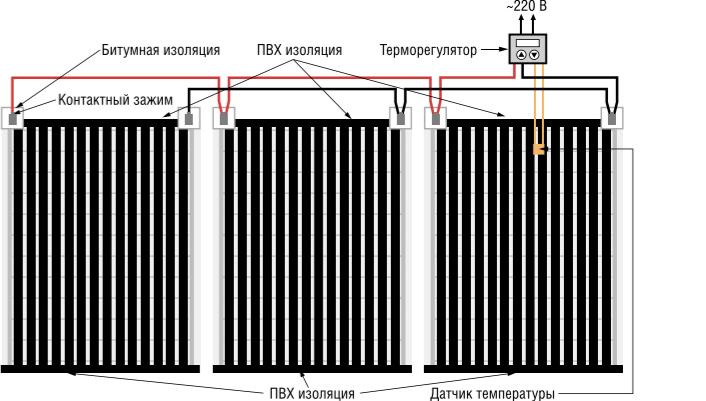 ~220 В
Битумная изоляция
ПВХ изоляция
Терморегулятор
Контактный зажим
ПВХ изоляция
Датчик температуры